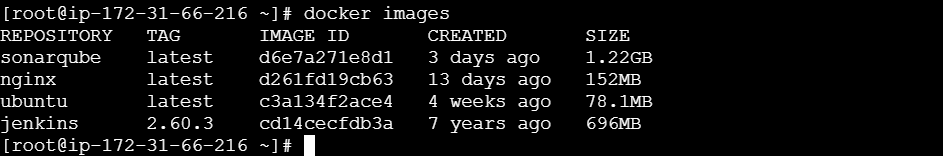 [root@ip-172-31-66-216 ~]# docker images
REPOSITORY   TAG       IMAGE ID       CREATED       SIZE
sonarqube    latest    d6e7a271e8d1   3 days ago    1.22GB
nginx        latest    d261fd19cb63   13 days ago   152MB
ubuntu       latest    c3a134f2ace4   4 weeks ago   78.1MB
jenkins      2.60.3    cd14cecfdb3a   7 years ago   696MB
[root@ip-172-31-66-216 ~]#